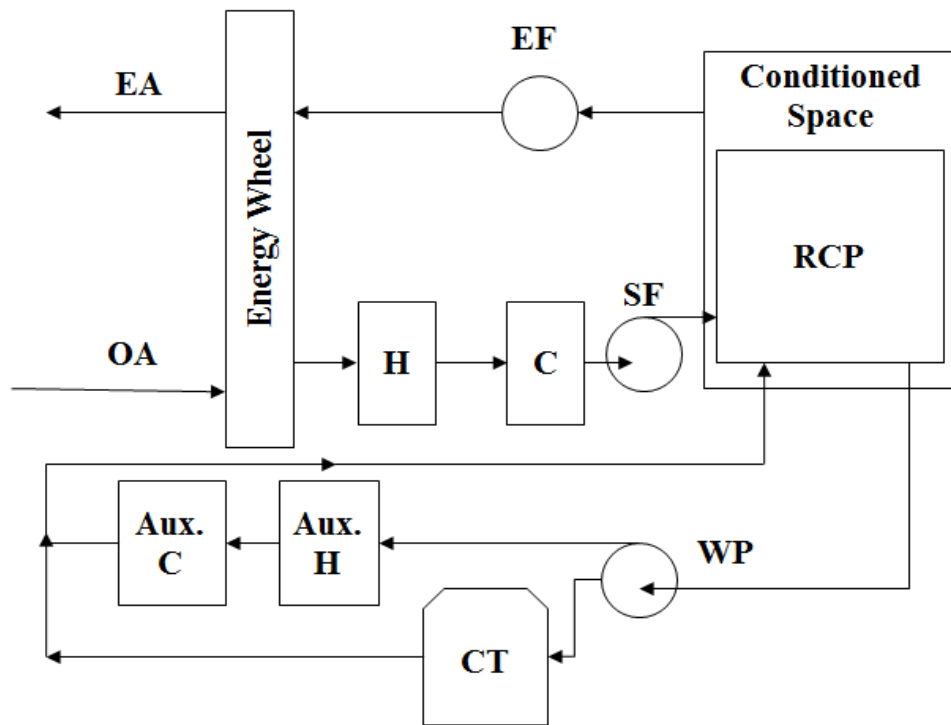 EF
EA
Conditioned
Space
Energy Wheel
RCP
SF
OA
H
C
Aux.
C
Aux.
H
WP
CT